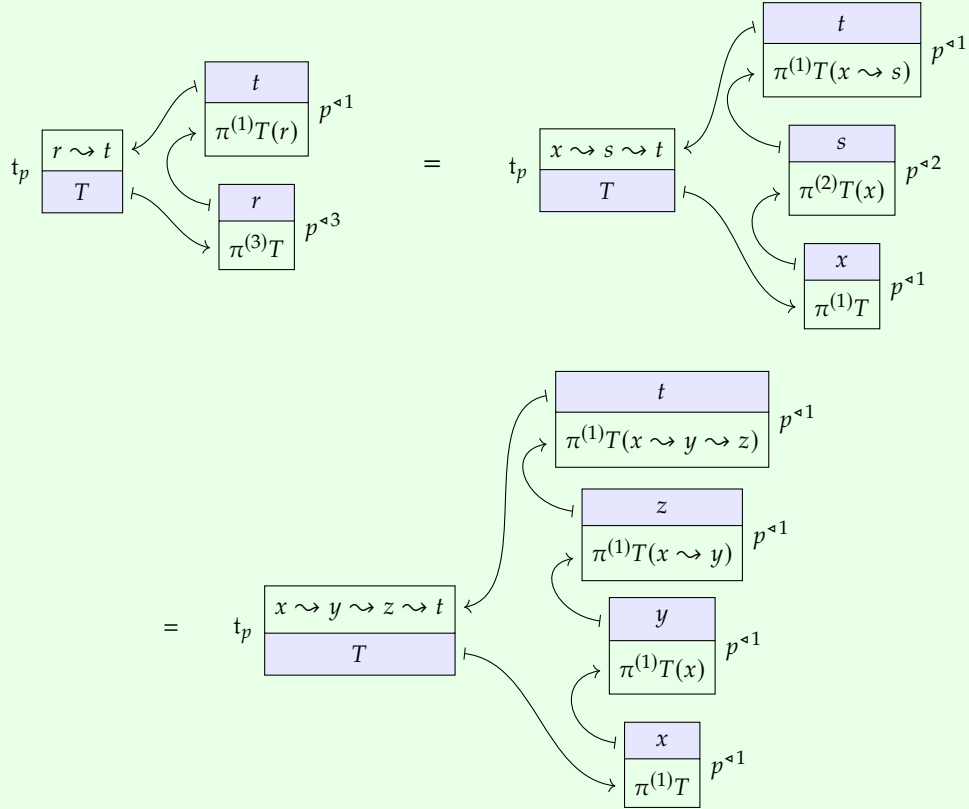 t
π⁽¹⁾T(r)
p^{◃1}
r ⇝ t
T
t_p
r
π⁽³⁾T
p^{◃3}
=
t
π⁽¹⁾T(x ⇝ s)
p^{◃1}
x ⇝ s ⇝ t
T
t_p
s
π⁽²⁾T(x)
p^{◃2}
x
π⁽¹⁾T
p^{◃1}
t
π⁽¹⁾T(x ⇝ y ⇝ z)
p^{◃1}
z
π⁽¹⁾T(x ⇝ y)
p^{◃1}
=
t_p
x ⇝ y ⇝ z ⇝ t
T
y
π⁽¹⁾T(x)
p^{◃1}
x
π⁽¹⁾T
p^{◃1}